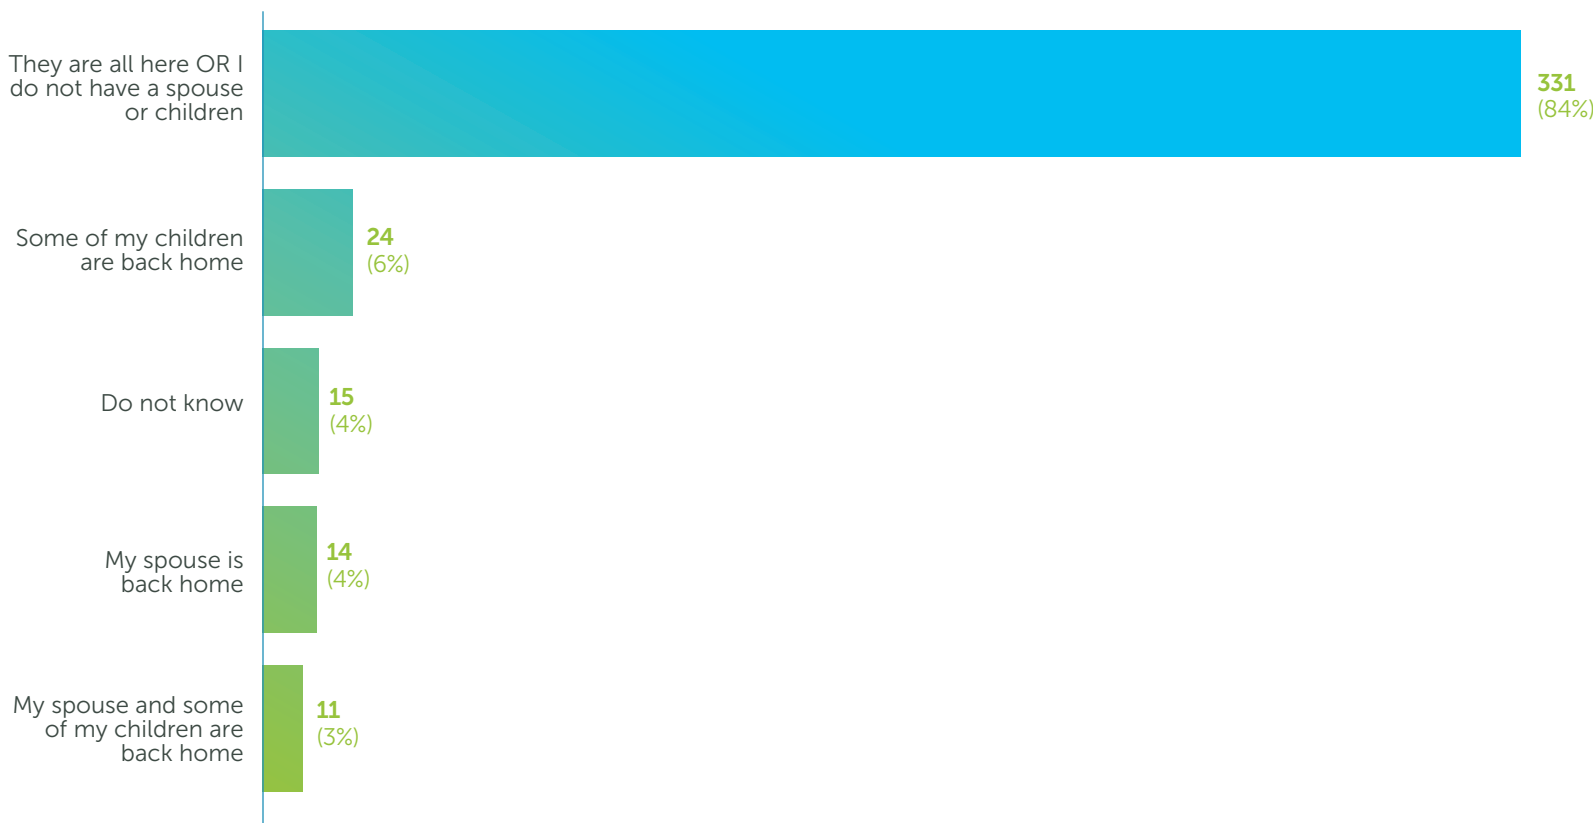 They are all here OR I
do not have a spouse
or children
331
(84%)
Some of my children
are back home
24
(6%)
Do not know
15
(4%)
My spouse is
back home
14
(4%)
My spouse and some
of my children are
back home
11
(3%)